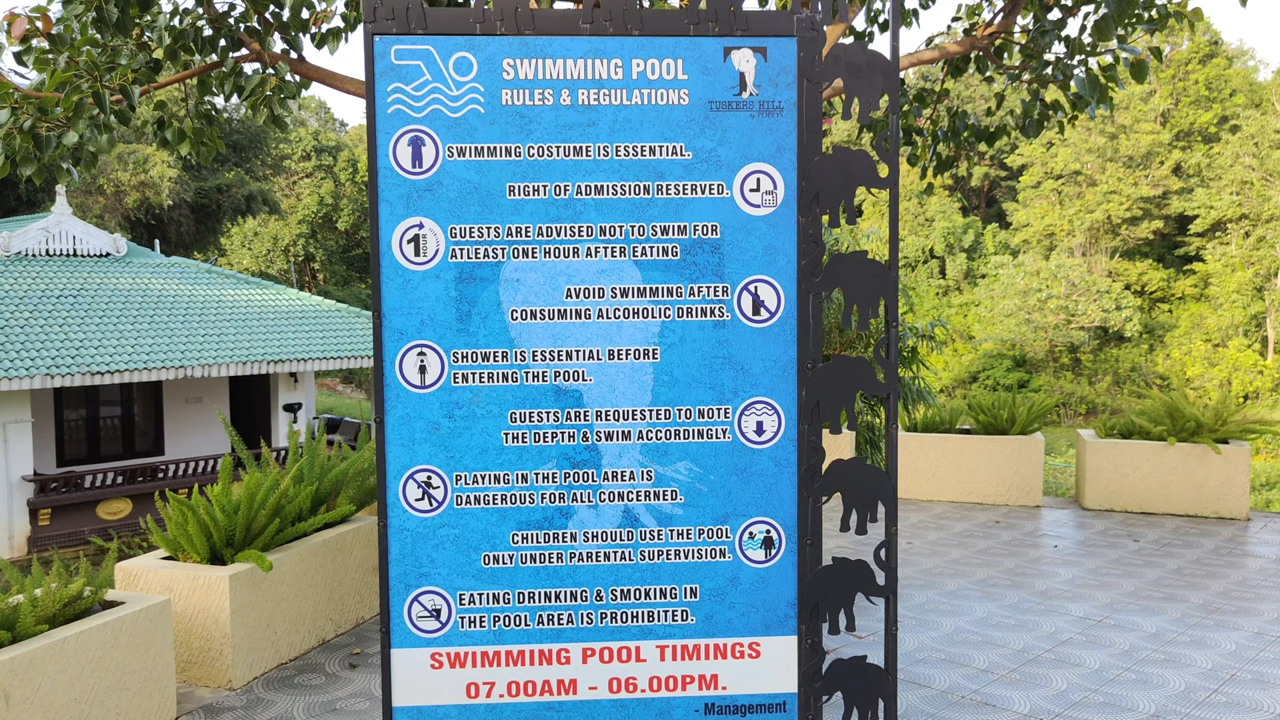 SWIMMING POOL
RULES & REGULATIONS
TUSKERS HILL
by POPPYS
SWIMMING COSTUME IS ESSENTIAL.
RIGHT OF ADMISSION RESERVED.
1
HOUR
GUESTS ARE ADVISED NOT TO SWIM FOR
ATLEAST ONE HOUR AFTER EATING
AVOID SWIMMING AFTER
CONSUMING ALCOHOLIC DRINKS.
SHOWER IS ESSENTIAL BEFORE
ENTERING THE POOL.
GUESTS ARE REQUESTED TO NOTE
THE DEPTH & SWIM ACCORDINGLY.
PLAYING IN THE POOL AREA IS
DANGEROUS FOR ALL CONCERNED.
CHILDREN SHOULD USE THE POOL
ONLY UNDER PARENTAL SUPERVISION.
EATING DRINKING & SMOKING IN
THE POOL AREA IS PROHIBITED.
SWIMMING POOL TIMINGS
07.00AM - 06.00PM.
- Management